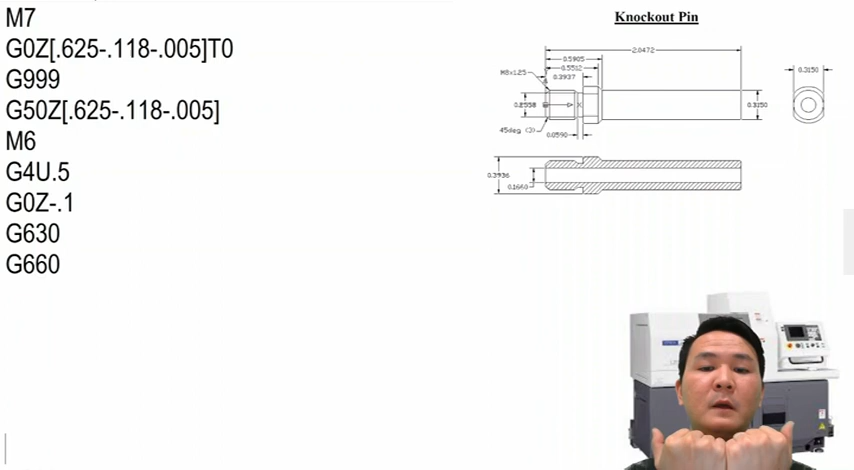 M7
G0Z[.625-.118-.005]T0
G999
G50Z[.625-.118-.005]
M6
G4U.5
G0Z-.1
G630
G660
Knockout Pin
2.0472
0.5905
0.5512
0.3937
M8x1.25
0.3150
0.2558
X
0.3150
45deg (3)
0.0590
0.3936
0.1660